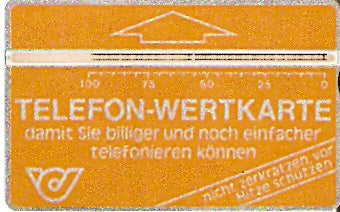 100 75 50 25 0
TELEFON-WERTKARTE
damit Sie billiger und noch einfacher
telefonieren können
nicht zerkratzen vor
Hitze schützen